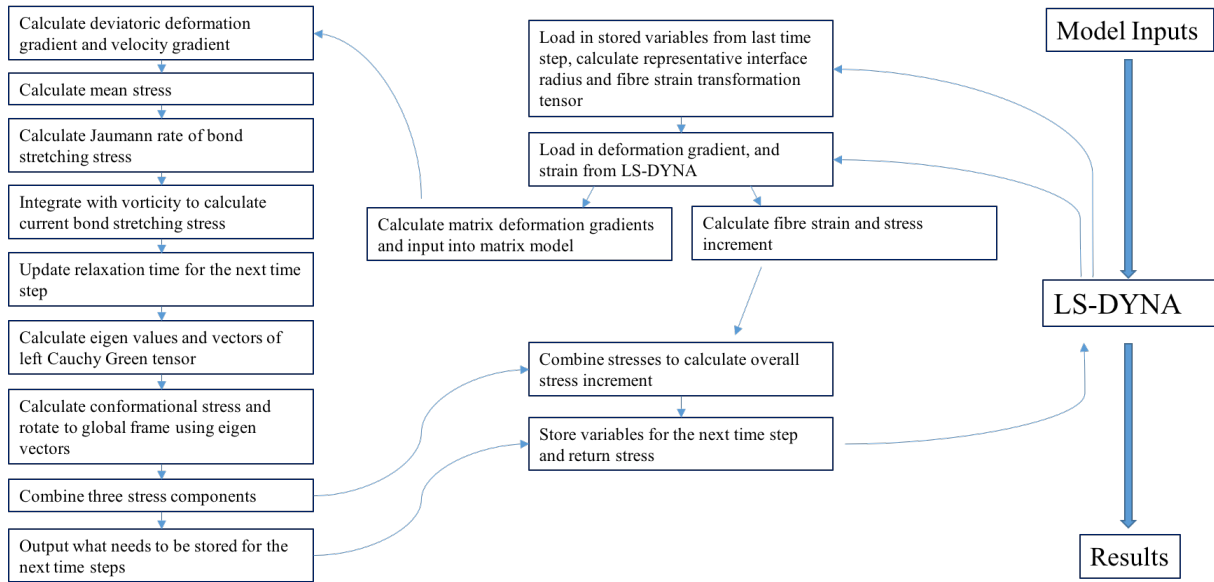 Calculate deviatoric deformation
gradient and velocity gradient
Calculate mean stress
Calculate Jaumann rate of bond
stretching stress
Integrate with vorticity to calculate
current bond stretching stress
Update relaxation time for the next time
step
Calculate eigen values and vectors of
left Cauchy Green tensor
Calculate conformational stress and
rotate to global frame using eigen
vectors
Combine three stress components
Output what needs to be stored for the
next time steps
Load in stored variables from last time
step, calculate representative interface
radius and fibre strain transformation
tensor
Load in deformation gradient, and
strain from LS-DYNA
Calculate matrix deformation gradients
and input into matrix model
Calculate fibre strain and stress
increment
Combine stresses to calculate overall
stress increment
Store variables for the next time step
and return stress
Model Inputs
LS-DYNA
Results